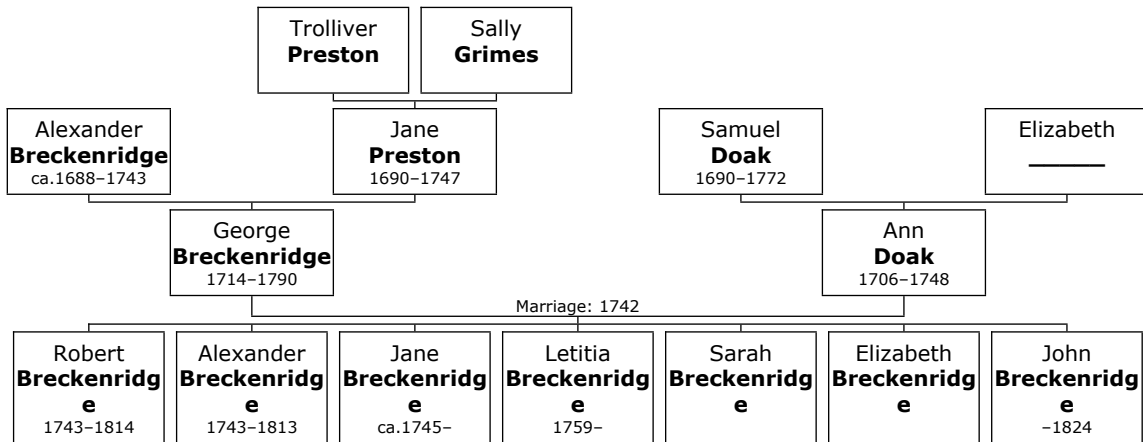 Trolliver
Preston
Sally
Grimes
Alexander
Breckenridge
ca.1688–1743
Jane
Preston
1690–1747
Samuel
Doak
1690–1772
Elizabeth
______
George
Breckenridge
1714–1790
Ann
Doak
1706–1748
Marriage: 1742
Robert
Breckenridg
e
1743–1814
Alexander
Breckenridg
e
1743–1813
Jane
Breckenridg
e
ca.1745–
Letitia
Breckenridg
e
1759–
Sarah
Breckenridg
e
Elizabeth
Breckenridg
e
John
Breckenridg
e
–1824